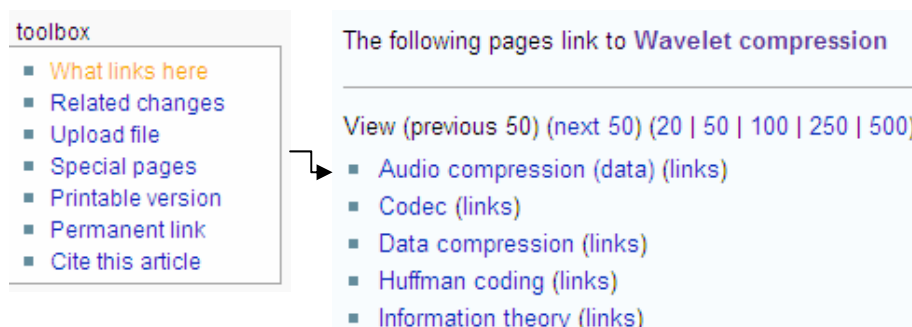 toolbox
What links here
Related changes
Upload file
Special pages
Printable version
Permanent link
Cite this article
The following pages link to Wavelet compression
View (previous 50) (next 50) (20 | 50 | 100 | 250 | 500)
Audio compression (data) (links)
Codec (links)
Data compression (links)
Huffman coding (links)
Information theory (links)